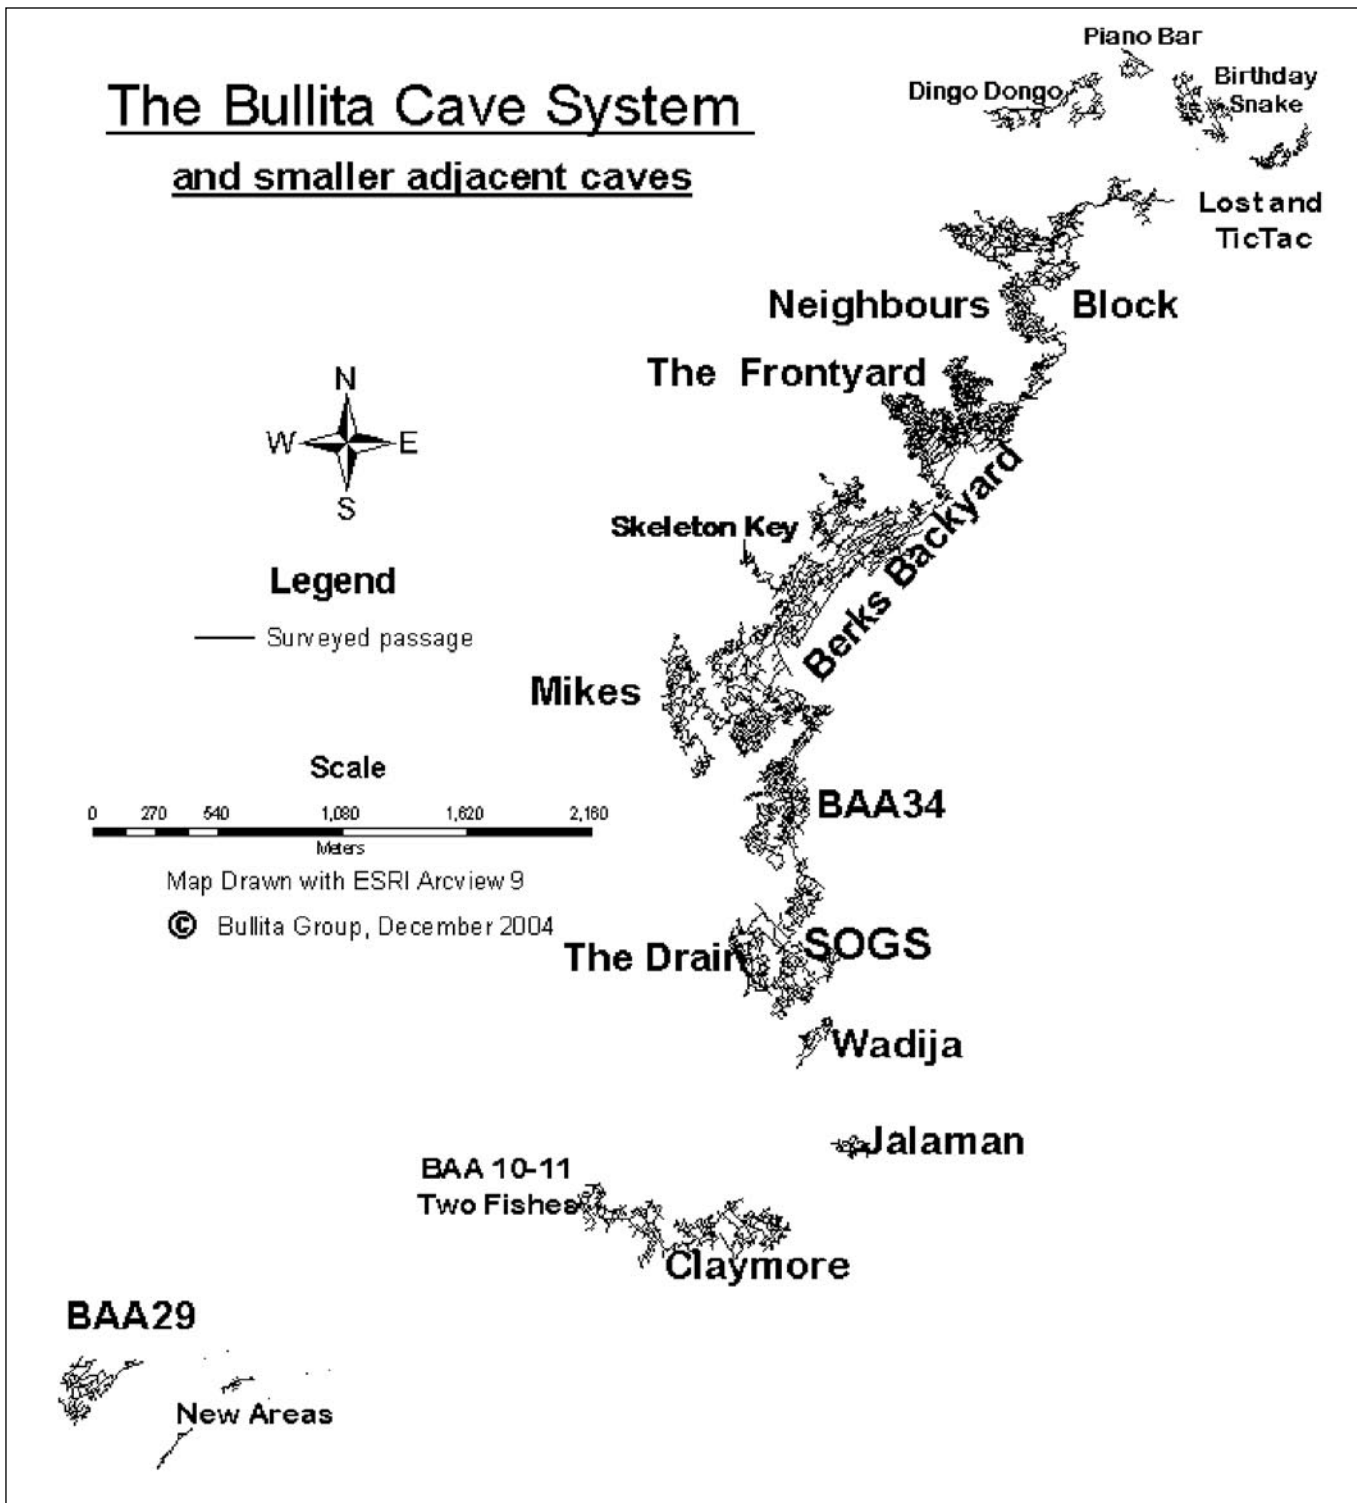 The Bullita Cave System
and smaller adjacent caves
Piano Bar
Dingo Dongo
Birthday
Snake
Lost and
TicTac
Neighbours Block
The Frontyard
N
W E
S
Skeleton Key
Berks Backyard
Legend
Surveyed passage
Mikes
Scale
0 270 540 1,080 1,620 2,160
Meters
BAA34
Map Drawn with ESRI Arcview 9
© Bullita Group, December 2004
The Drain
SOGS
Wadija
Jalaman
BAA 10-11
Two Fishes
Claymore
BAA29
New Areas